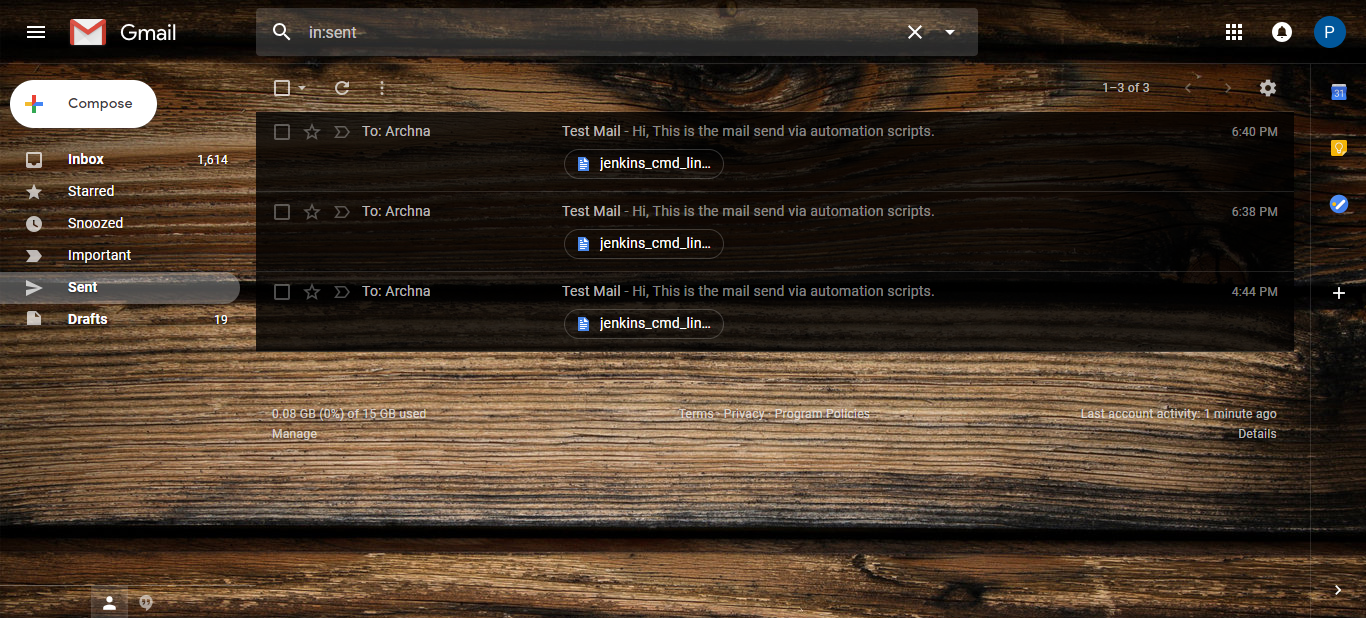 Gmail
in:sent
P
Compose
1–3 of 3
31
Inbox 1,614
Starred
Snoozed
Important
Sent
Drafts 19
To: Archna Test Mail - Hi, This is the mail send via automation scripts. 6:40 PM
jenkins_cmd_lin...
To: Archna Test Mail - Hi, This is the mail send via automation scripts. 6:38 PM
jenkins_cmd_lin...
To: Archna Test Mail - Hi, This is the mail send via automation scripts. 4:44 PM
jenkins_cmd_lin...
0.08 GB (0%) of 15 GB used Terms · Privacy · Program Policies Last account activity: 1 minute ago
Manage Details